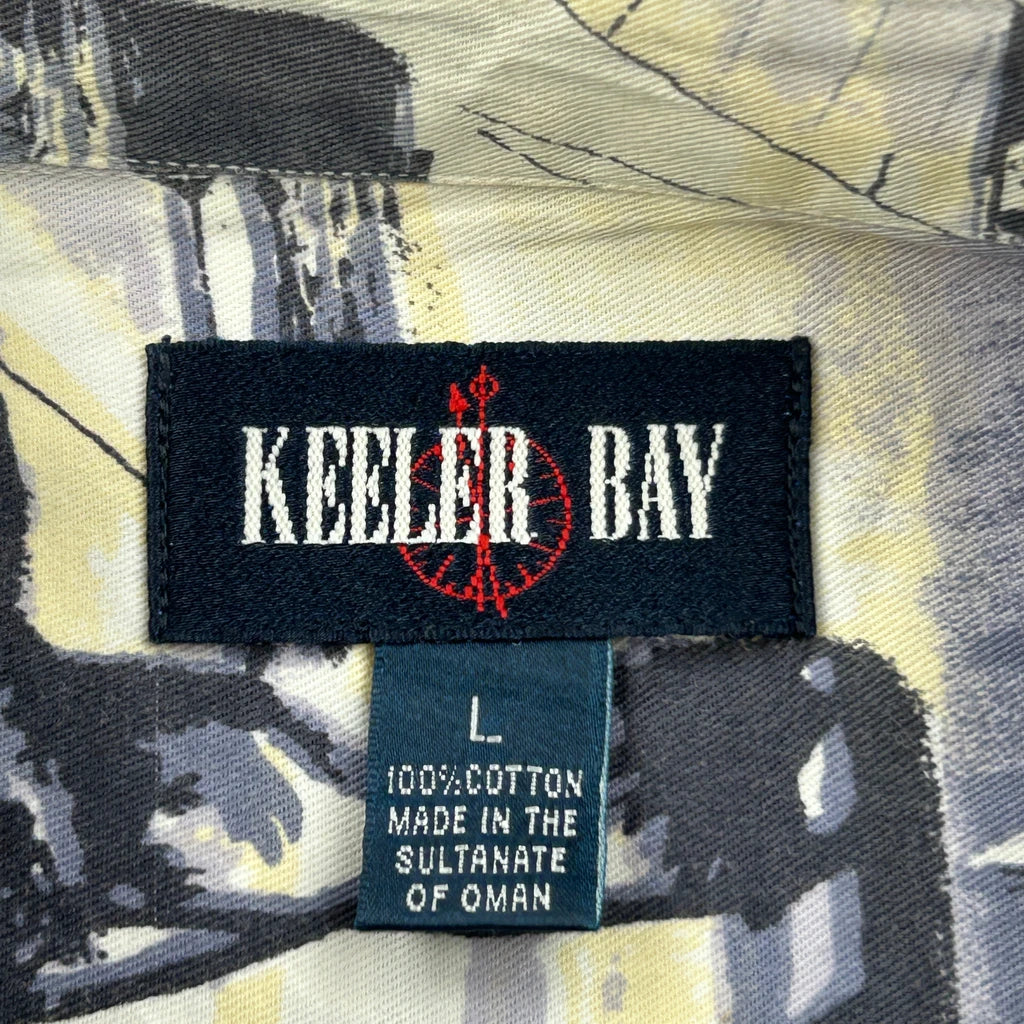 KEELER BAY
L
100% COTTON
MADE IN THE
SULTANATE
OF OMAN